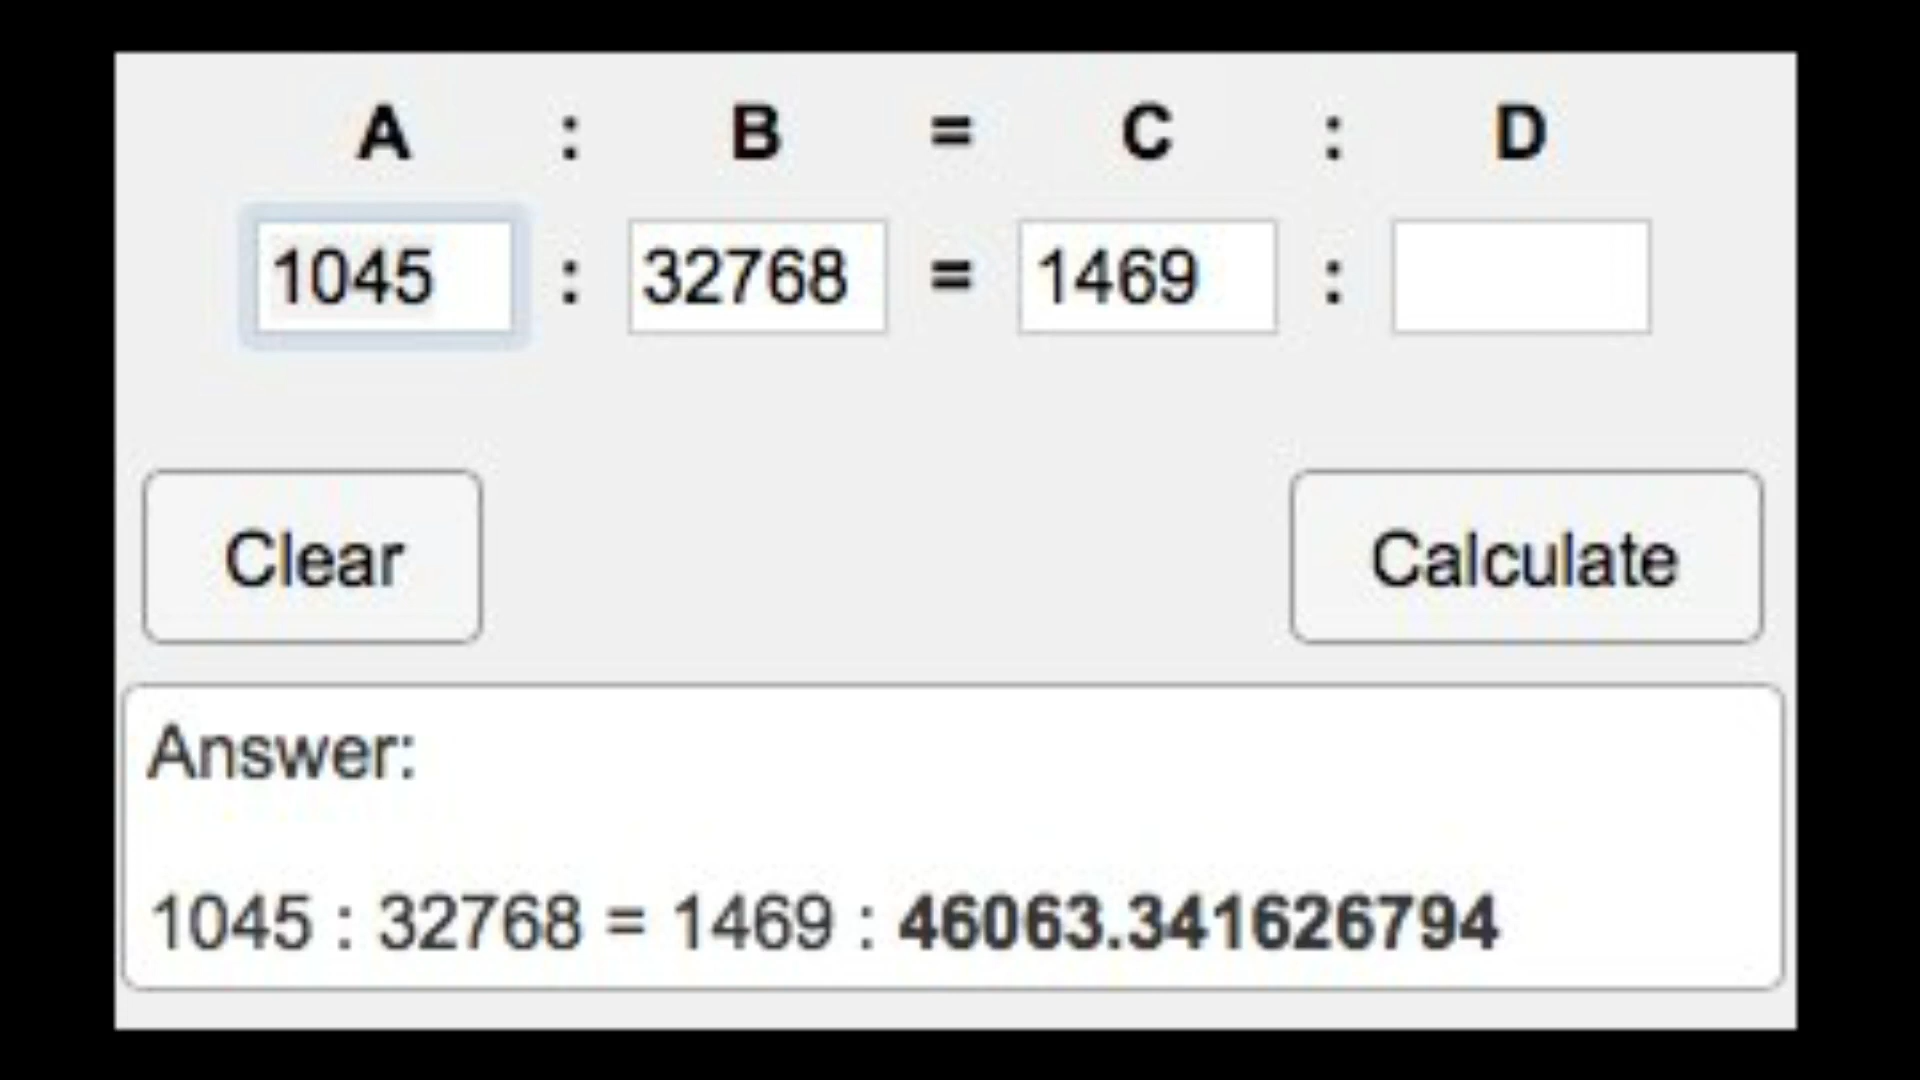 A : B = C : D
1045 : 32768 = 1469 :
Clear Calculate
Answer:
1045 : 32768 = 1469 : 46063.341626794